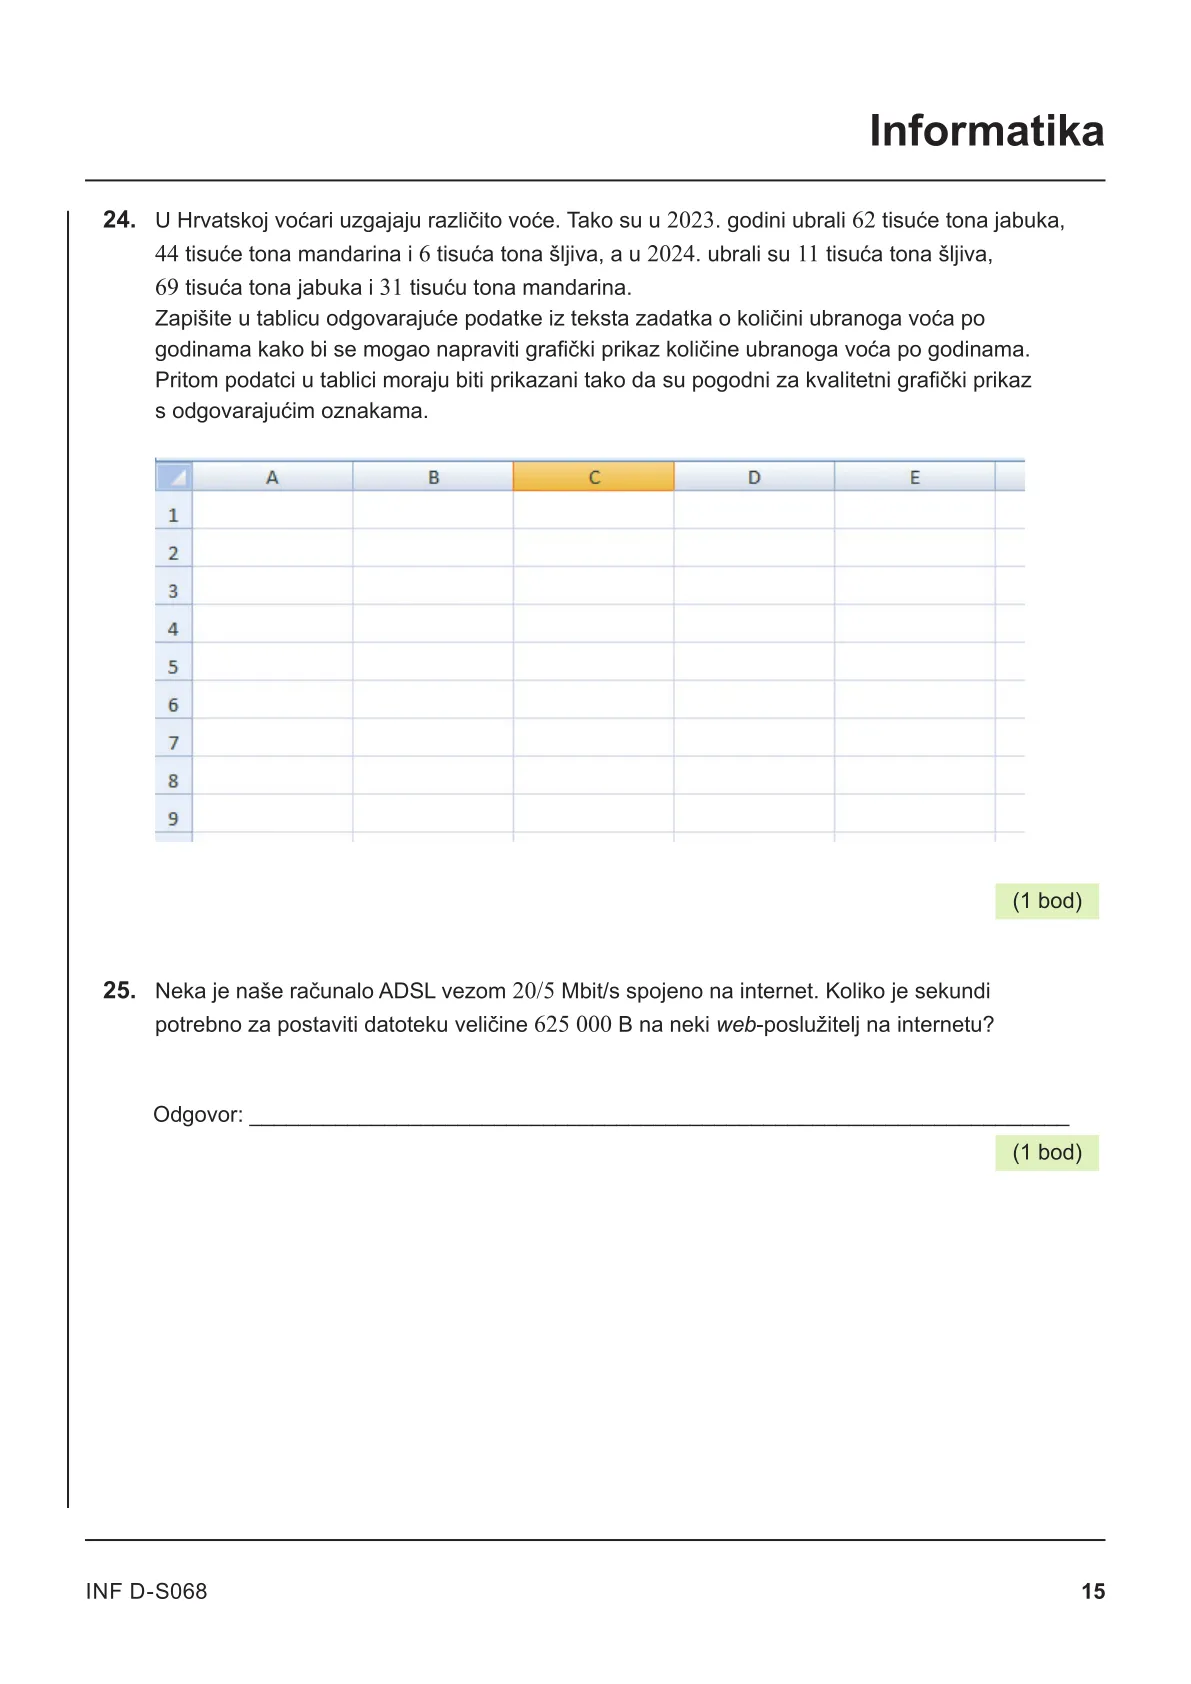 Informatika
24. U Hrvatskoj voćari uzgajaju različito voće. Tako su u 2023. godini ubrali 62 tisuće tona jabuka,
44 tisuće tona mandarina i 6 tisuća tona šljiva, a u 2024. ubrali su 11 tisuća tona šljiva,
69 tisuća tona jabuka i 31 tisuću tona mandarina.
Zapišite u tablicu odgovarajuće podatke iz teksta zadatka o količini ubranoga voća po
godinama kako bi se mogao napraviti grafički prikaz količine ubranoga voća po godinama.
Pritom podatci u tablici moraju biti prikazani tako da su pogodni za kvalitetni grafički prikaz
s odgovarajućim oznakama.
A B C D E
1
2
3
4
5
6
7
8
9
(1 bod)
25. Neka je naše računalo ADSL vezom 20/5 Mbit/s spojeno na internet. Koliko je sekundi
potrebno za postaviti datoteku veličine 625 000 B na neki web-poslužitelj na internetu?
Odgovor: ___________________________________________________________________
(1 bod)
INF D-S068
15